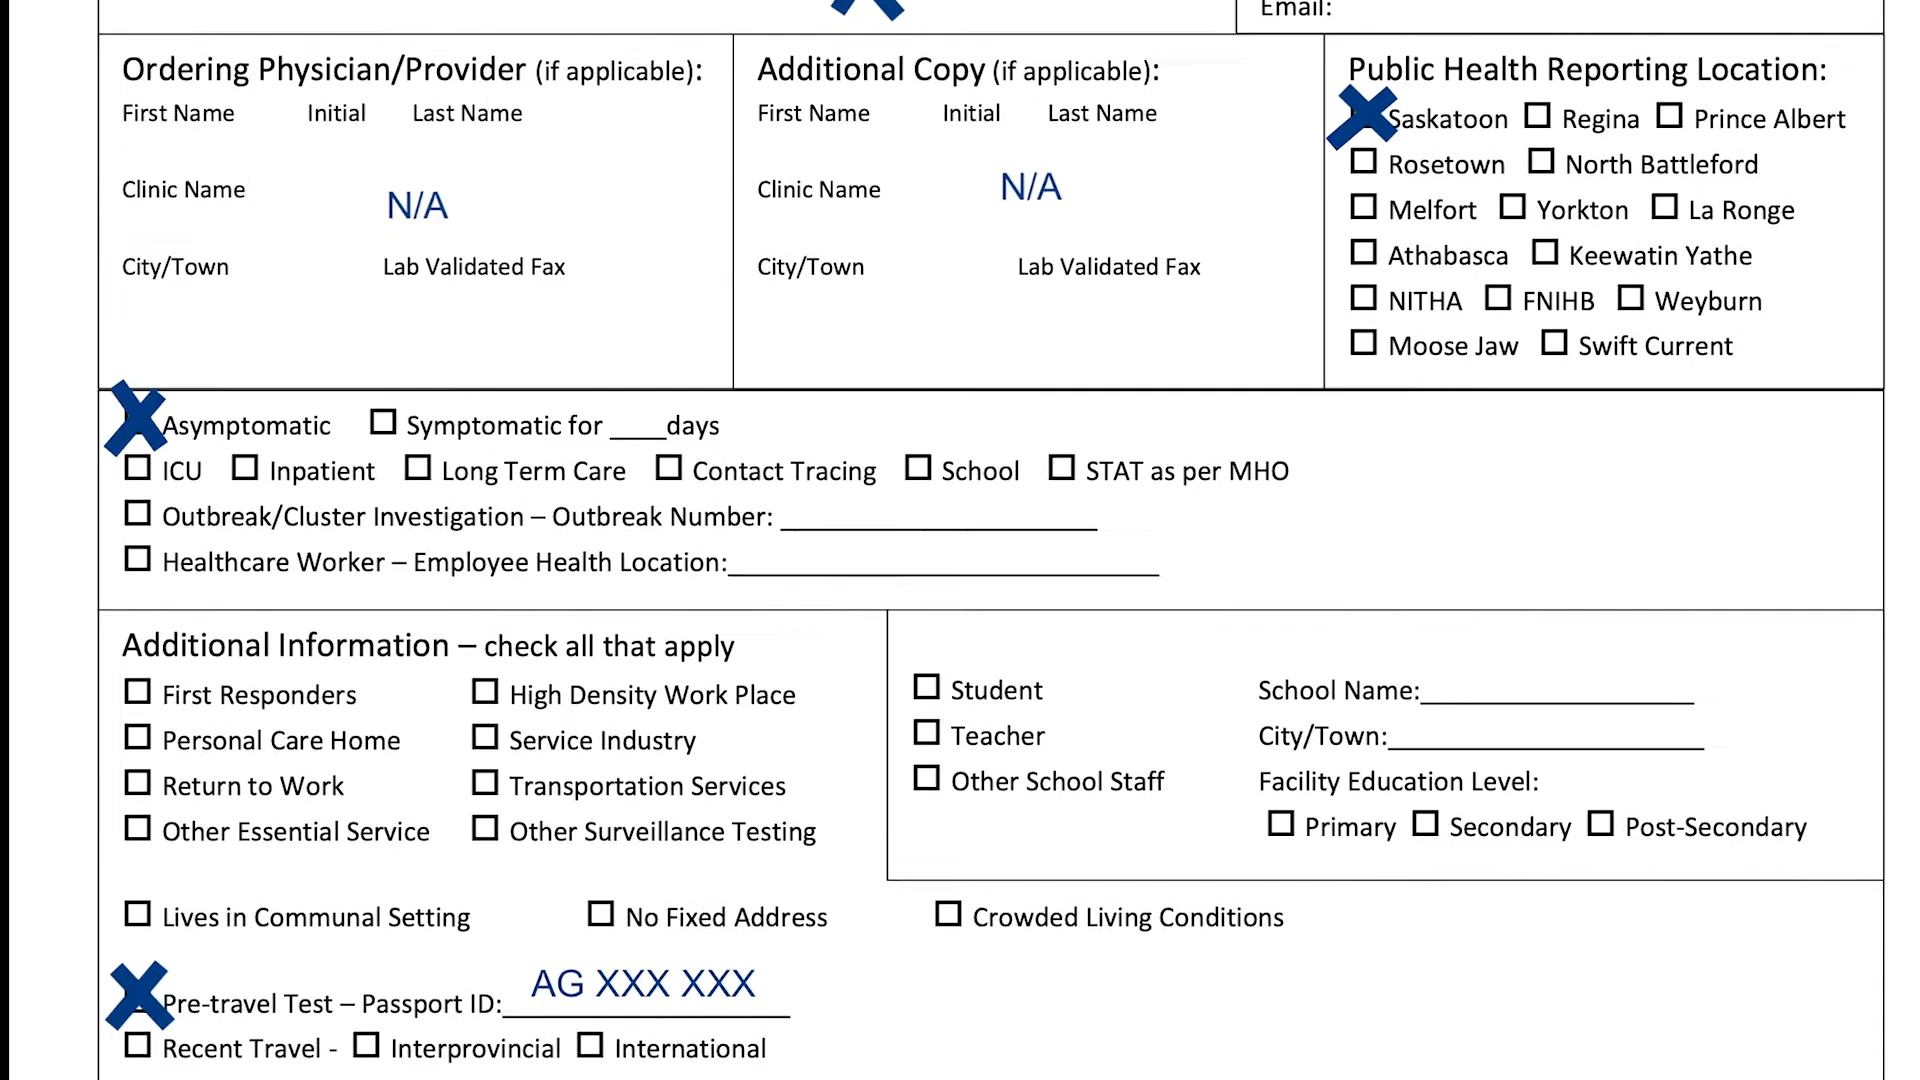 Email:
Ordering Physician/Provider (if applicable):
First Name Initial Last Name
Clinic Name
N/A
City/Town Lab Validated Fax
Additional Copy (if applicable):
First Name Initial Last Name
Clinic Name
N/A
City/Town Lab Validated Fax
Public Health Reporting Location:
Saskatoon Regina Prince Albert
Rosetown North Battleford
Melfort Yorkton La Ronge
Athabasca Keewatin Yathe
NITHA FNIHB Weyburn
Moose Jaw Swift Current
Asymptomatic Symptomatic for ____days
ICU Inpatient Long Term Care Contact Tracing School STAT as per MHO
Outbreak/Cluster Investigation – Outbreak Number: ______________________
Healthcare Worker – Employee Health Location:______________________________
Additional Information – check all that apply
First Responders High Density Work Place
Personal Care Home Service Industry
Return to Work Transportation Services
Other Essential Service Other Surveillance Testing
Student School Name:___________________
Teacher City/Town:______________________
Other School Staff Facility Education Level:
Primary Secondary Post-Secondary
Lives in Communal Setting No Fixed Address Crowded Living Conditions
Pre-travel Test – Passport ID: AG XXX XXX
Recent Travel - Interprovincial International